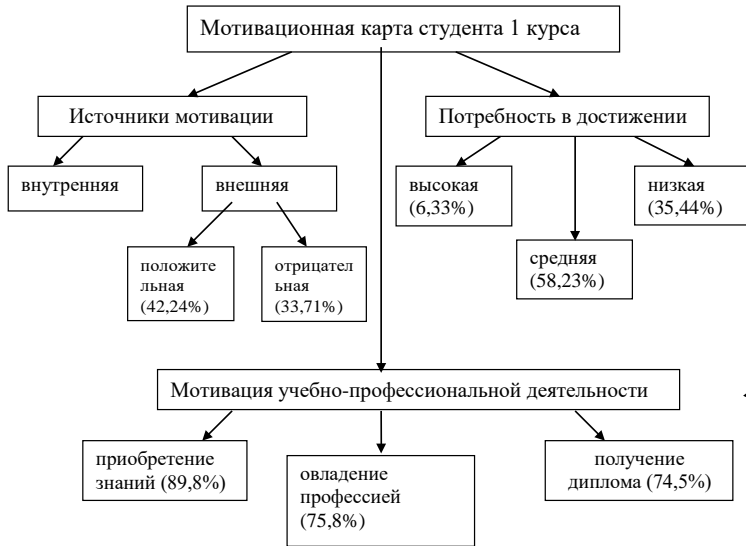 Мотивационная карта студента 1 курса
Источники мотивации
Потребность в достижении
внутренняя
внешняя
высокая
(6,33%)
низкая
(35,44%)
положите
льная
(42,24%)
отрицател
ьная
(33,71%)
средняя
(58,23%)
Мотивация учебно-профессиональной деятельности
приобретение
знаний (89,8%)
овладение
профессией
(75,8%)
получение
диплома (74,5%)